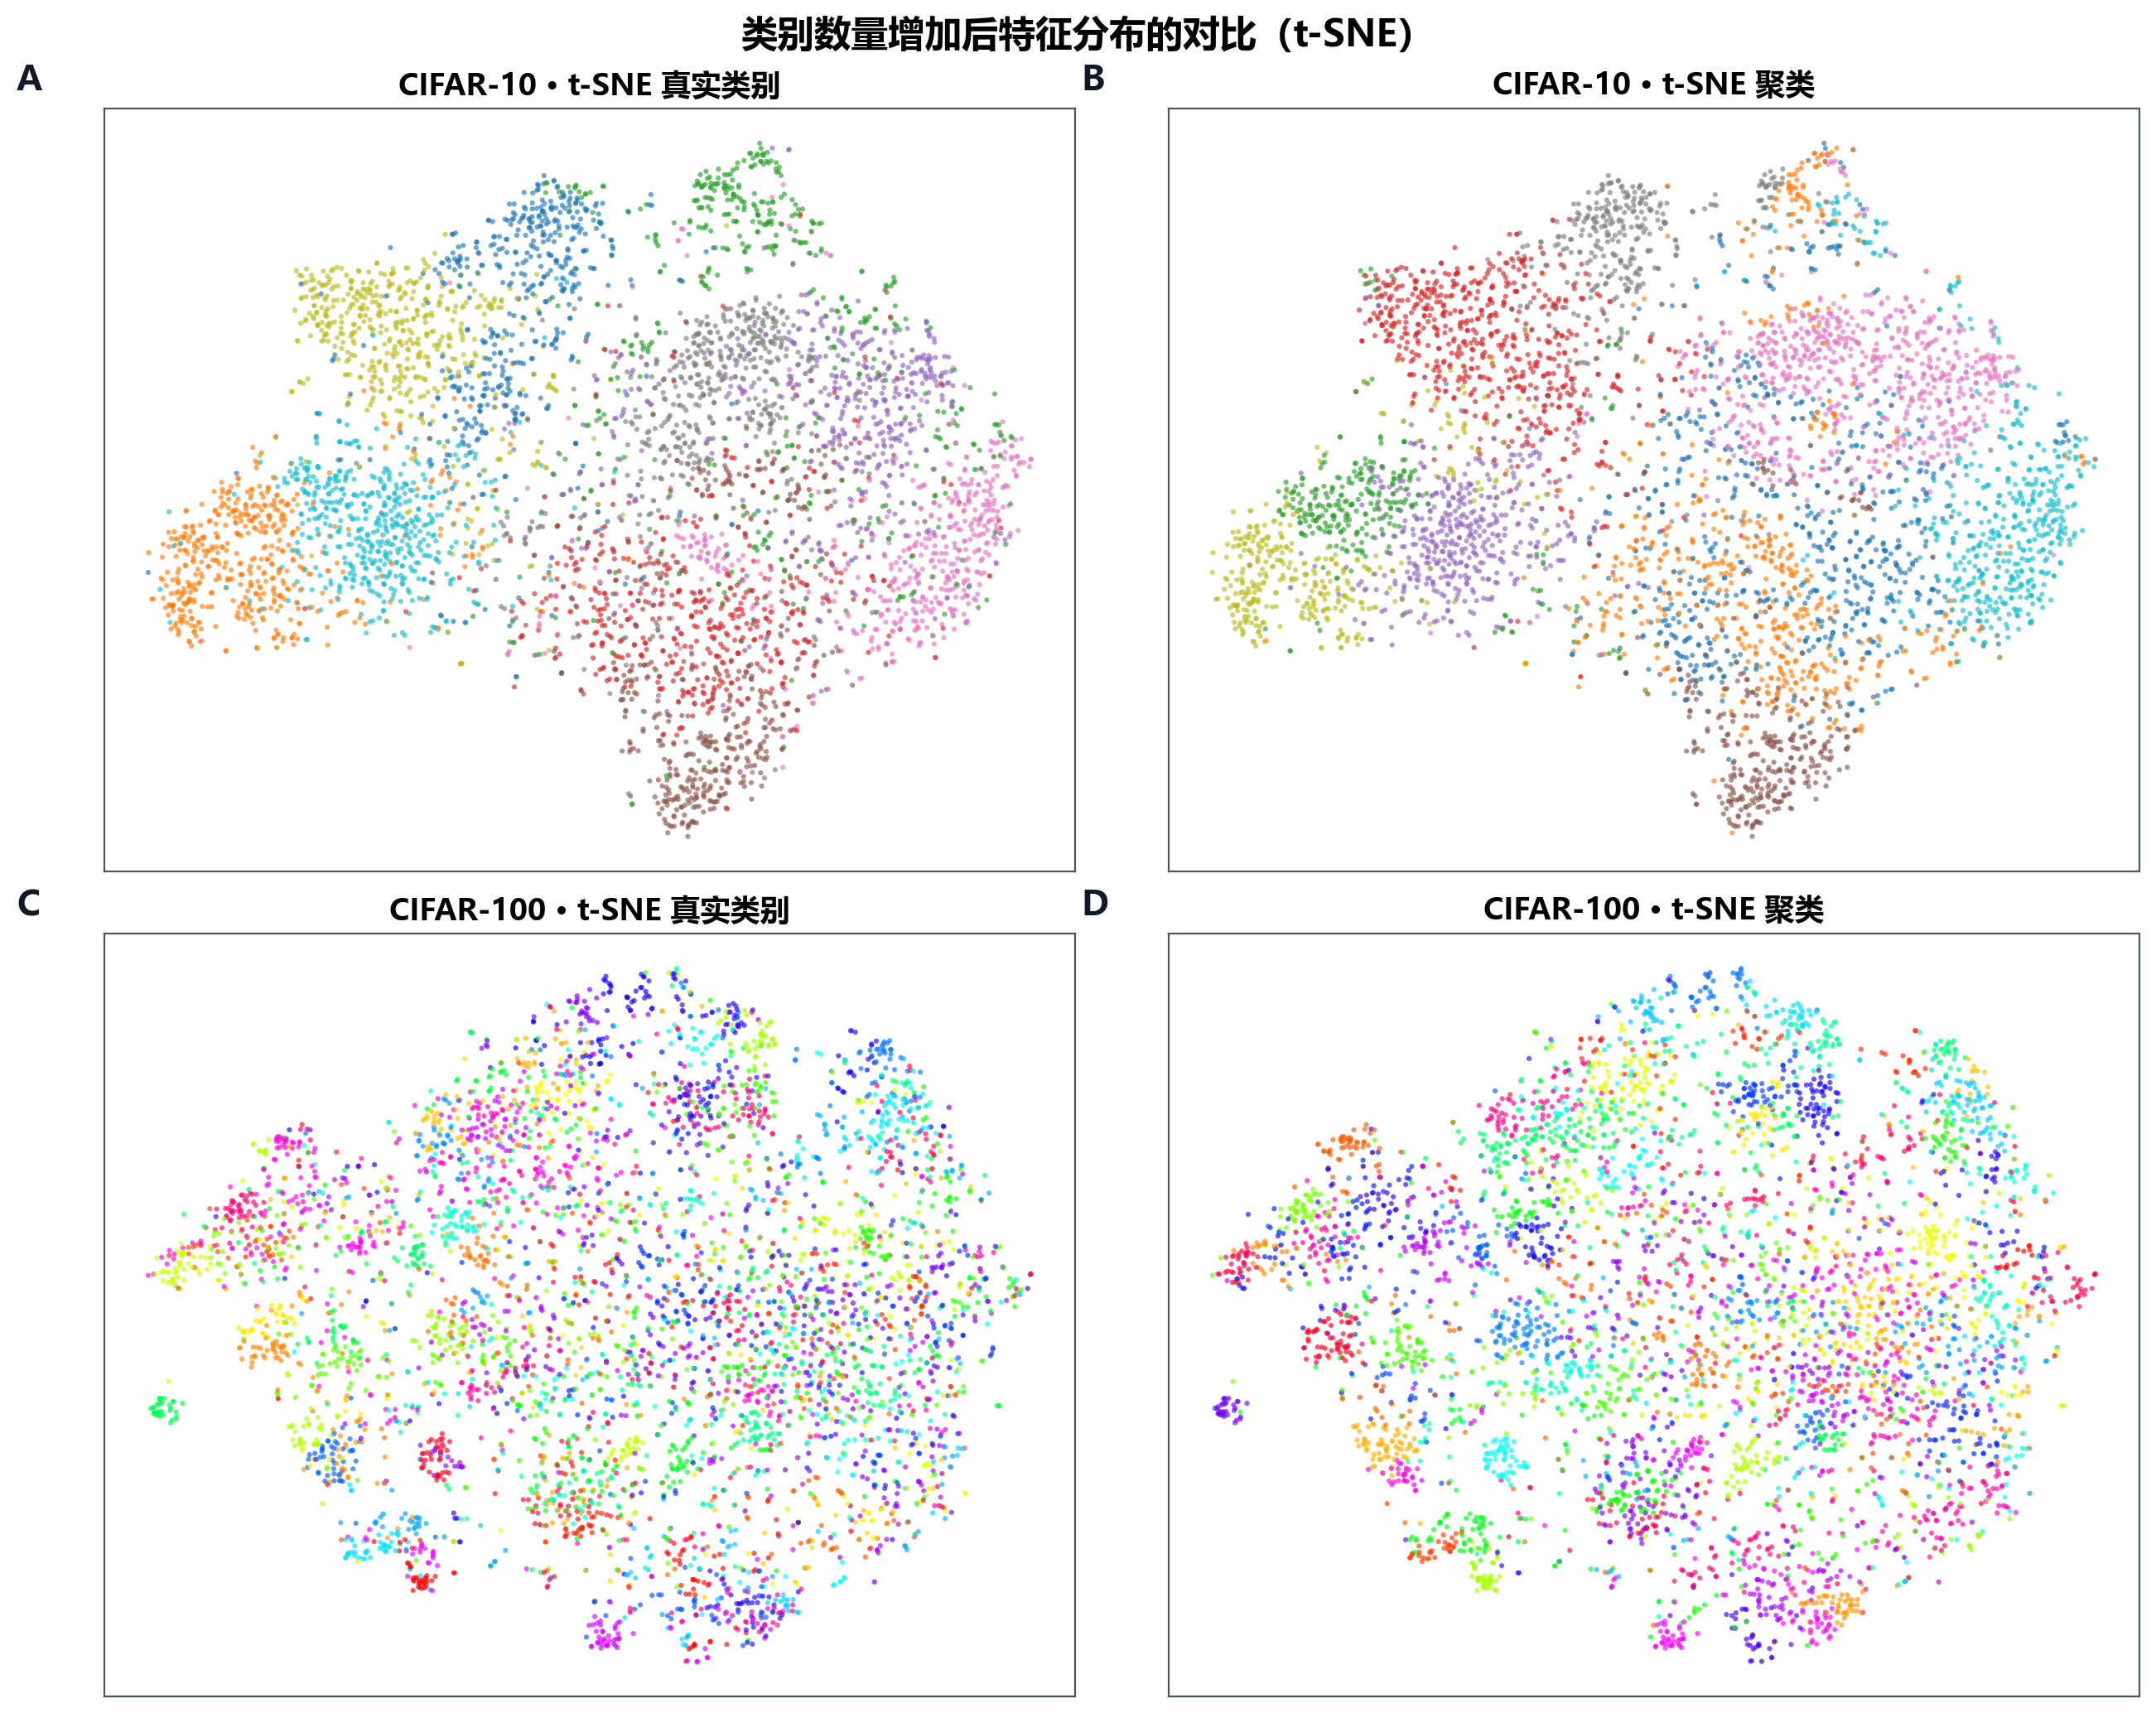 类别数量增加后特征分布的对比（t-SNE）
A
CIFAR-10 • t-SNE 真实类别
B
CIFAR-10 • t-SNE 聚类
C
CIFAR-100 • t-SNE 真实类别
D
CIFAR-100 • t-SNE 聚类